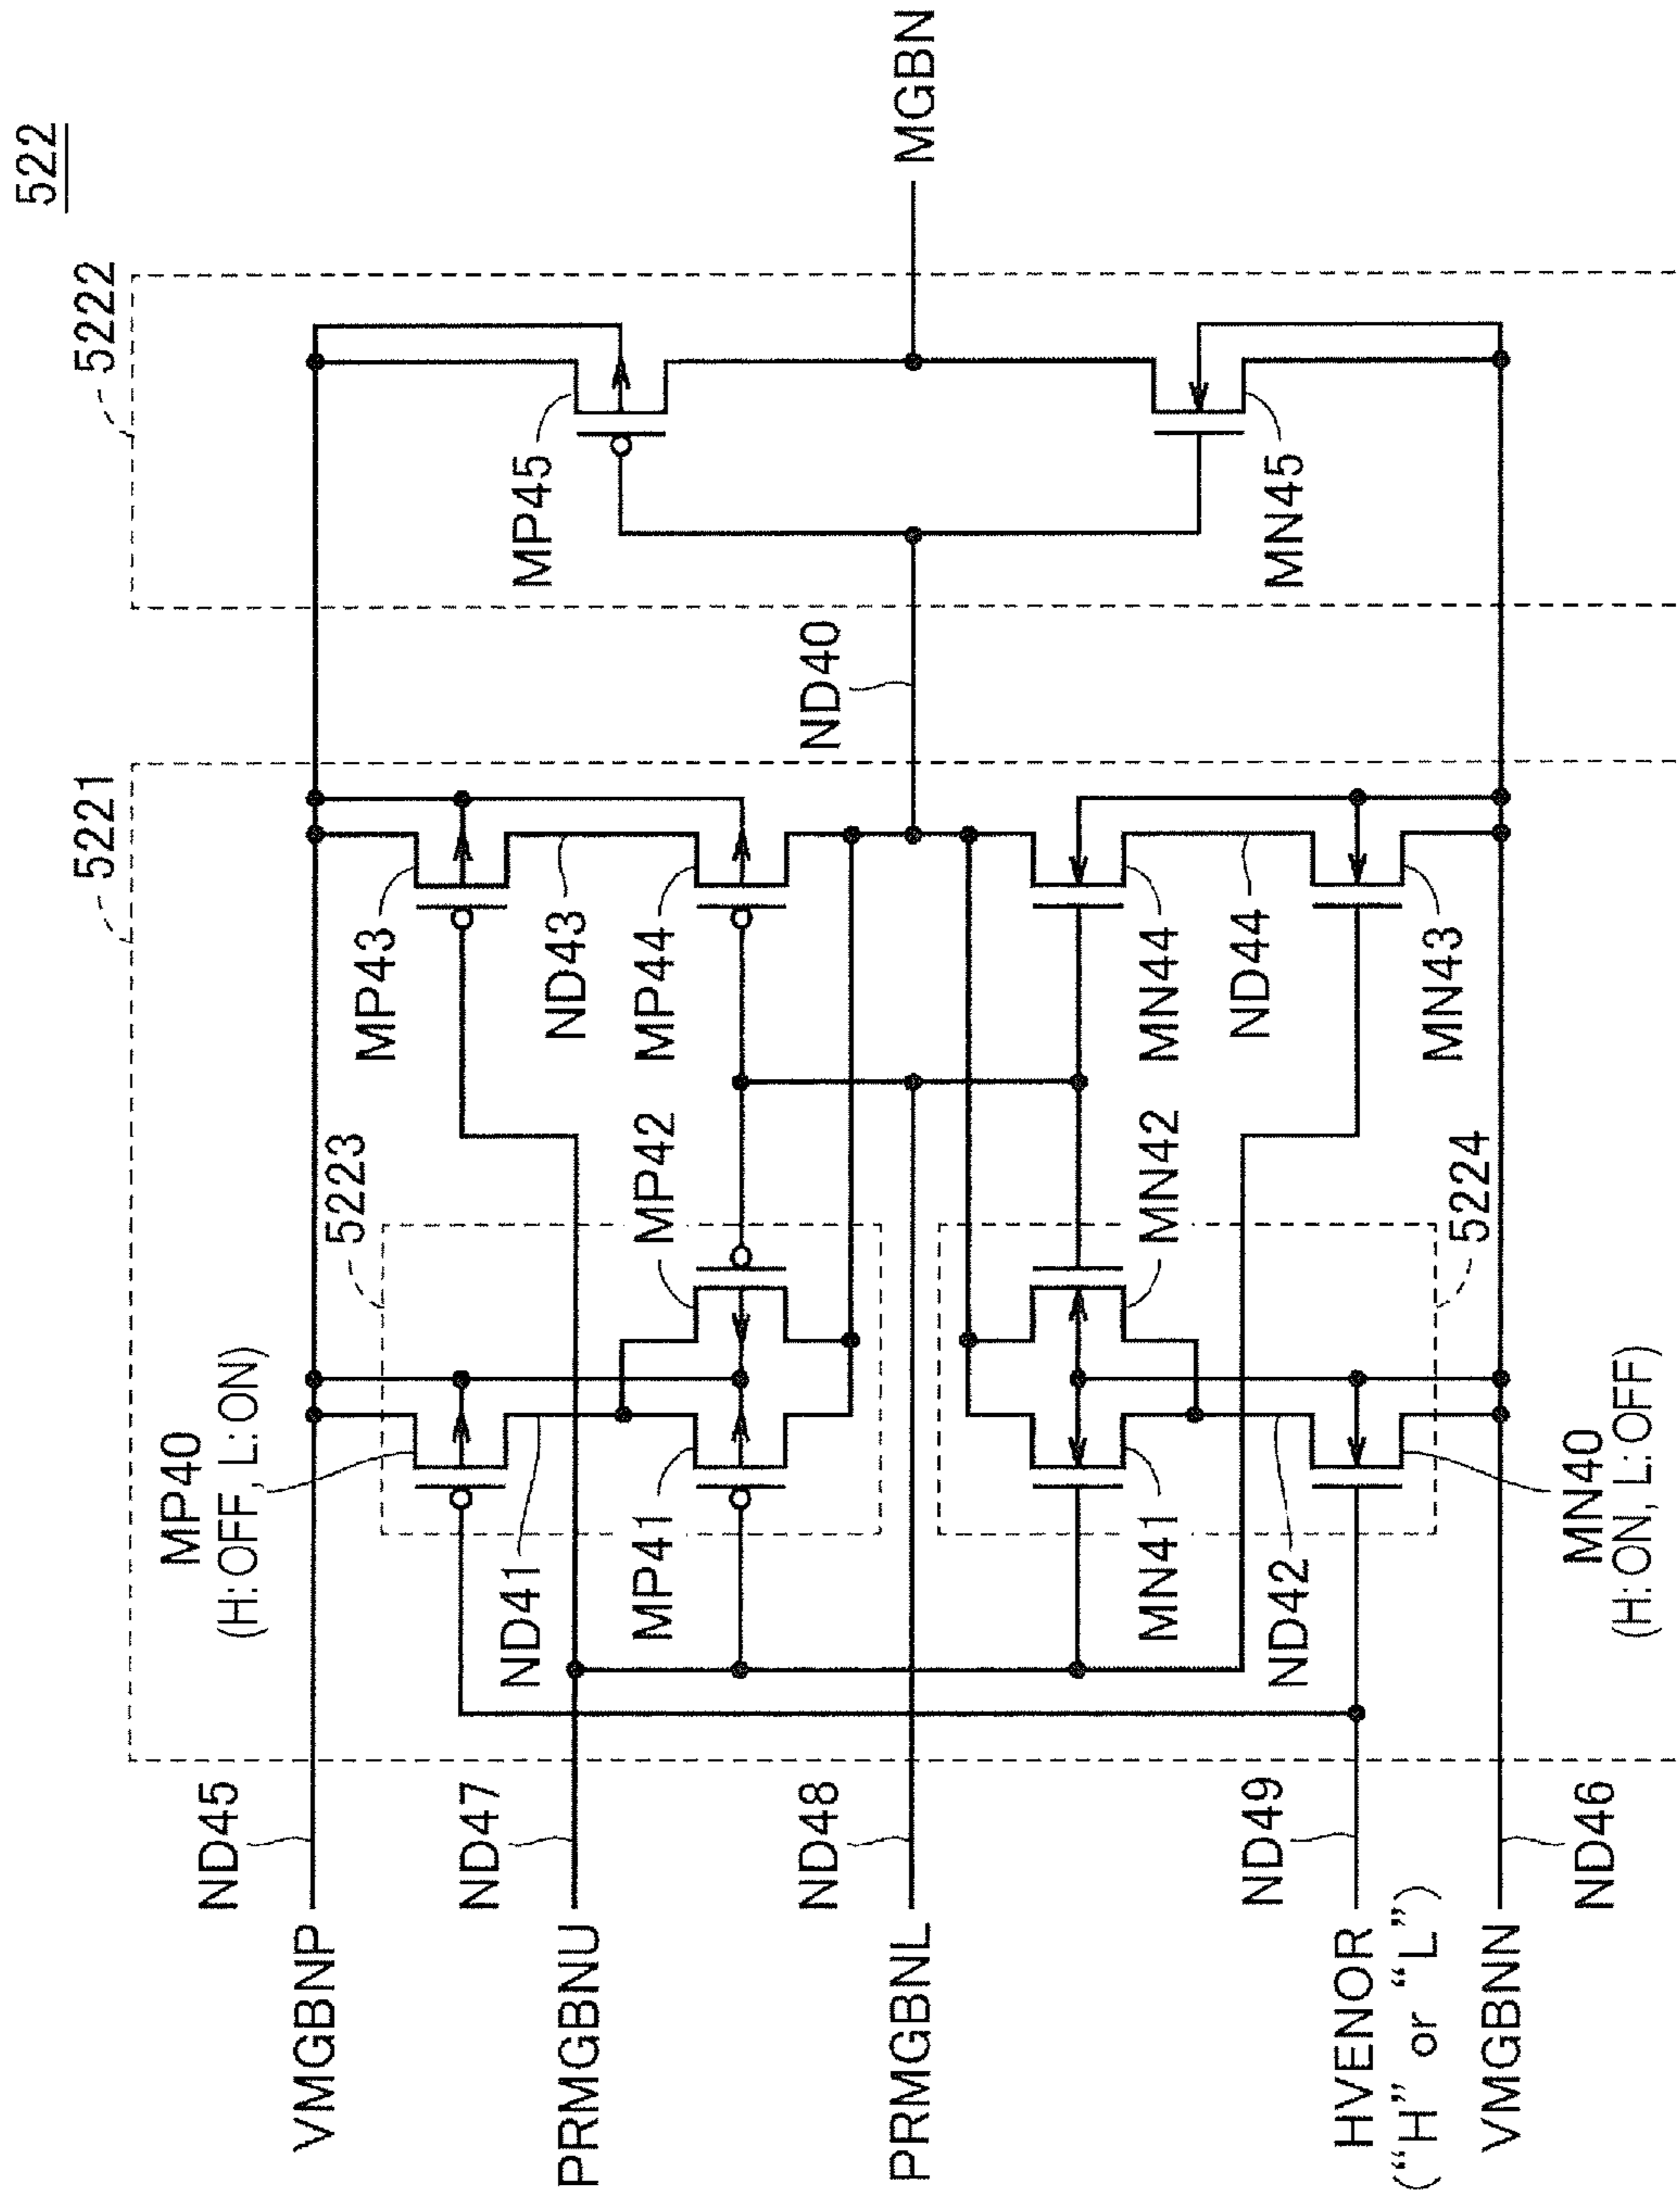 522
5221
5222
MP40
(H: OFF, L: ON)
5223
MP43
MP45
ND45
VMGBNP
ND41
ND43
ND47
PRMGBNU
MP41
MP42
MP44
ND40
MGBN
ND48
PRMGBNL
MN41
MN42
MN44
ND42
ND44
MN45
ND49
HVENOR
("H" or "L")
5224
MN43
VMGBNN
ND46
MN40
(H: ON, L: OFF)